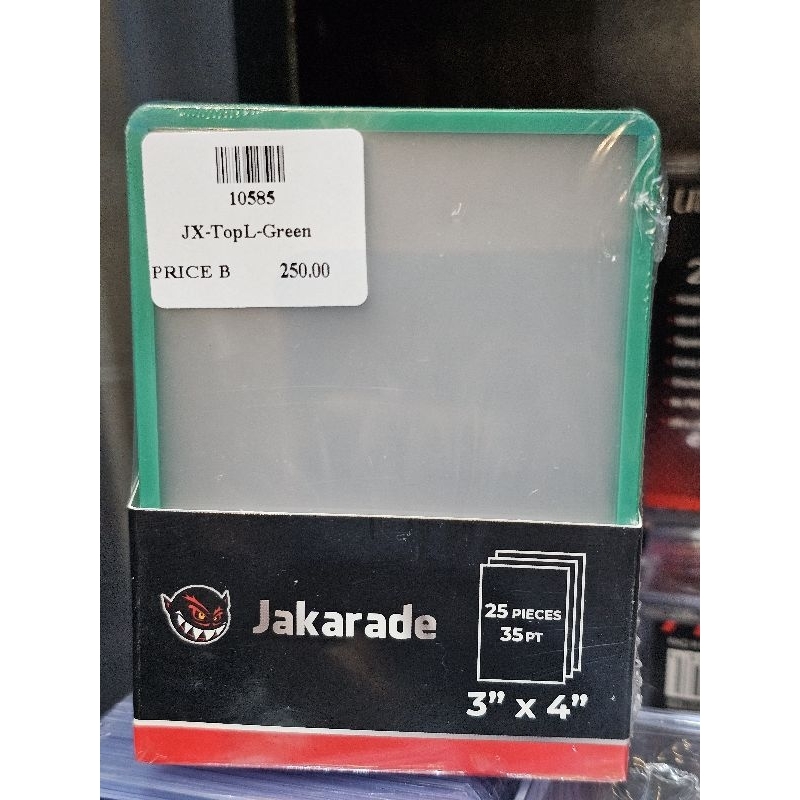 10585
JX-TopL-Green
PRICE B 250.00
Jakarade
25 PIECES
35 PT
3” x 4”